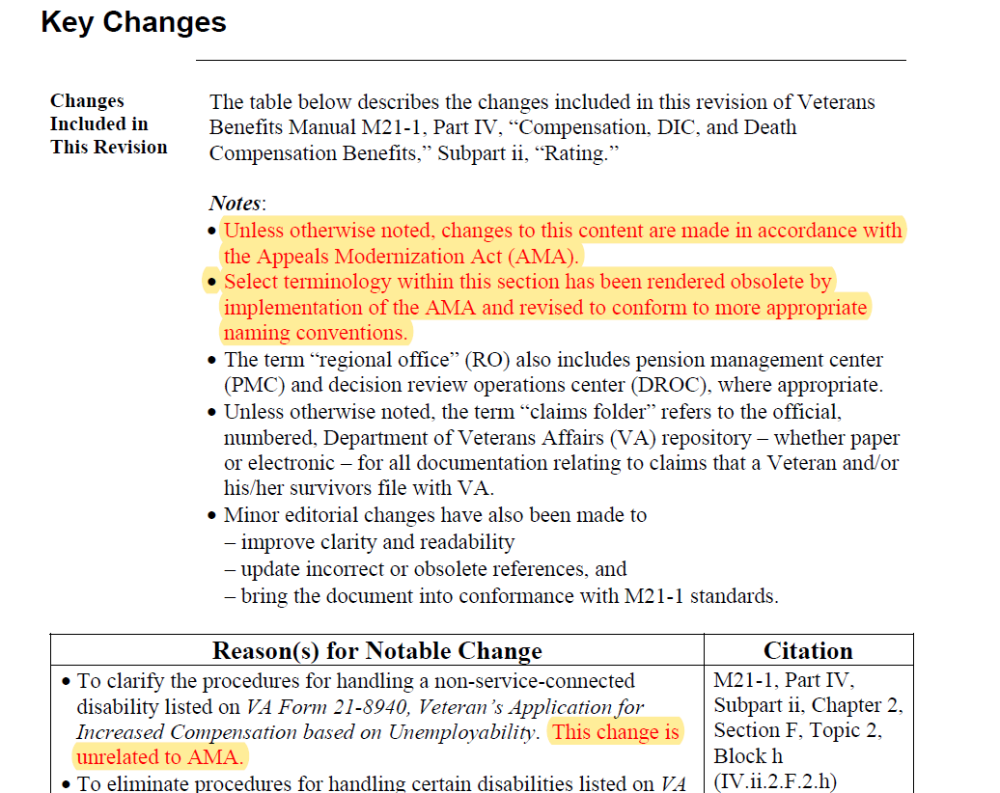 Key Changes
Changes
Included in
This Revision
The table below describes the changes included in this revision of Veterans
Benefits Manual M21-1, Part IV, “Compensation, DIC, and Death
Compensation Benefits,” Subpart ii, “Rating.”
Notes:
• Unless otherwise noted, changes to this content are made in accordance with
the Appeals Modernization Act (AMA).
• Select terminology within this section has been rendered obsolete by
implementation of the AMA and revised to conform to more appropriate
naming conventions.
• The term “regional office” (RO) also includes pension management center
(PMC) and decision review operations center (DROC), where appropriate.
• Unless otherwise noted, the term “claims folder” refers to the official,
numbered, Department of Veterans Affairs (VA) repository – whether paper
or electronic – for all documentation relating to claims that a Veteran and/or
his/her survivors file with VA.
• Minor editorial changes have also been made to
– improve clarity and readability
– update incorrect or obsolete references, and
– bring the document into conformance with M21-1 standards.
Reason(s) for Notable Change
Citation
• To clarify the procedures for handling a non-service-connected
disability listed on VA Form 21-8940, Veteran’s Application for
Increased Compensation based on Unemployability. This change is
unrelated to AMA.
• To eliminate procedures for handling certain disabilities listed on VA
M21-1, Part IV,
Subpart ii, Chapter 2,
Section F, Topic 2,
Block h
(IV.ii.2.F.2.h)